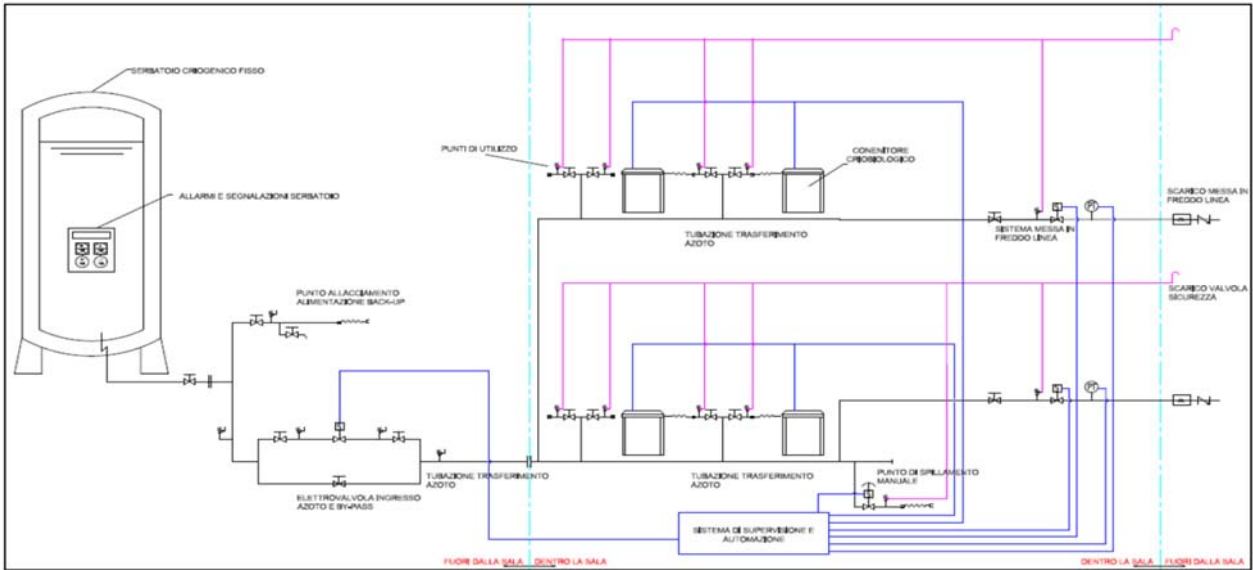 SERBATOIO CRIOGENICO FISSO
PUNTI DI UTILIZZO
CONENITORE
CRIOBIOLOGICO
ALLARMI E SEGNALAZIONI SERBATOIO
SCARICO MESSA IN
FREDDO LINEA
TUBAZIONE TRASFERIMENTO
AZOTO
SISTEMA MESSA IN
FREDDO LINEA
PT
PUNTO ALLACCIAMENTO
ALIMENTAZIONE BACK-UP
SCARICO VALVOLA
SICUREZZA
PT
TUBAZIONE TRASFERIMENTO
AZOTO
TUBAZIONE TRASFERIMENTO
AZOTO
PUNTO DI SPILLAMENTO
MANUALE
ELETTROVALVOLA INGRESSO
AZOTO E BY-PASS
SISTEMA DI SUPERVISIONE E
AUTOMAZIONE
FUORI DALLA SALA DENTRO LA SALA
DENTRO LA SALA FUORI DALLA SALA